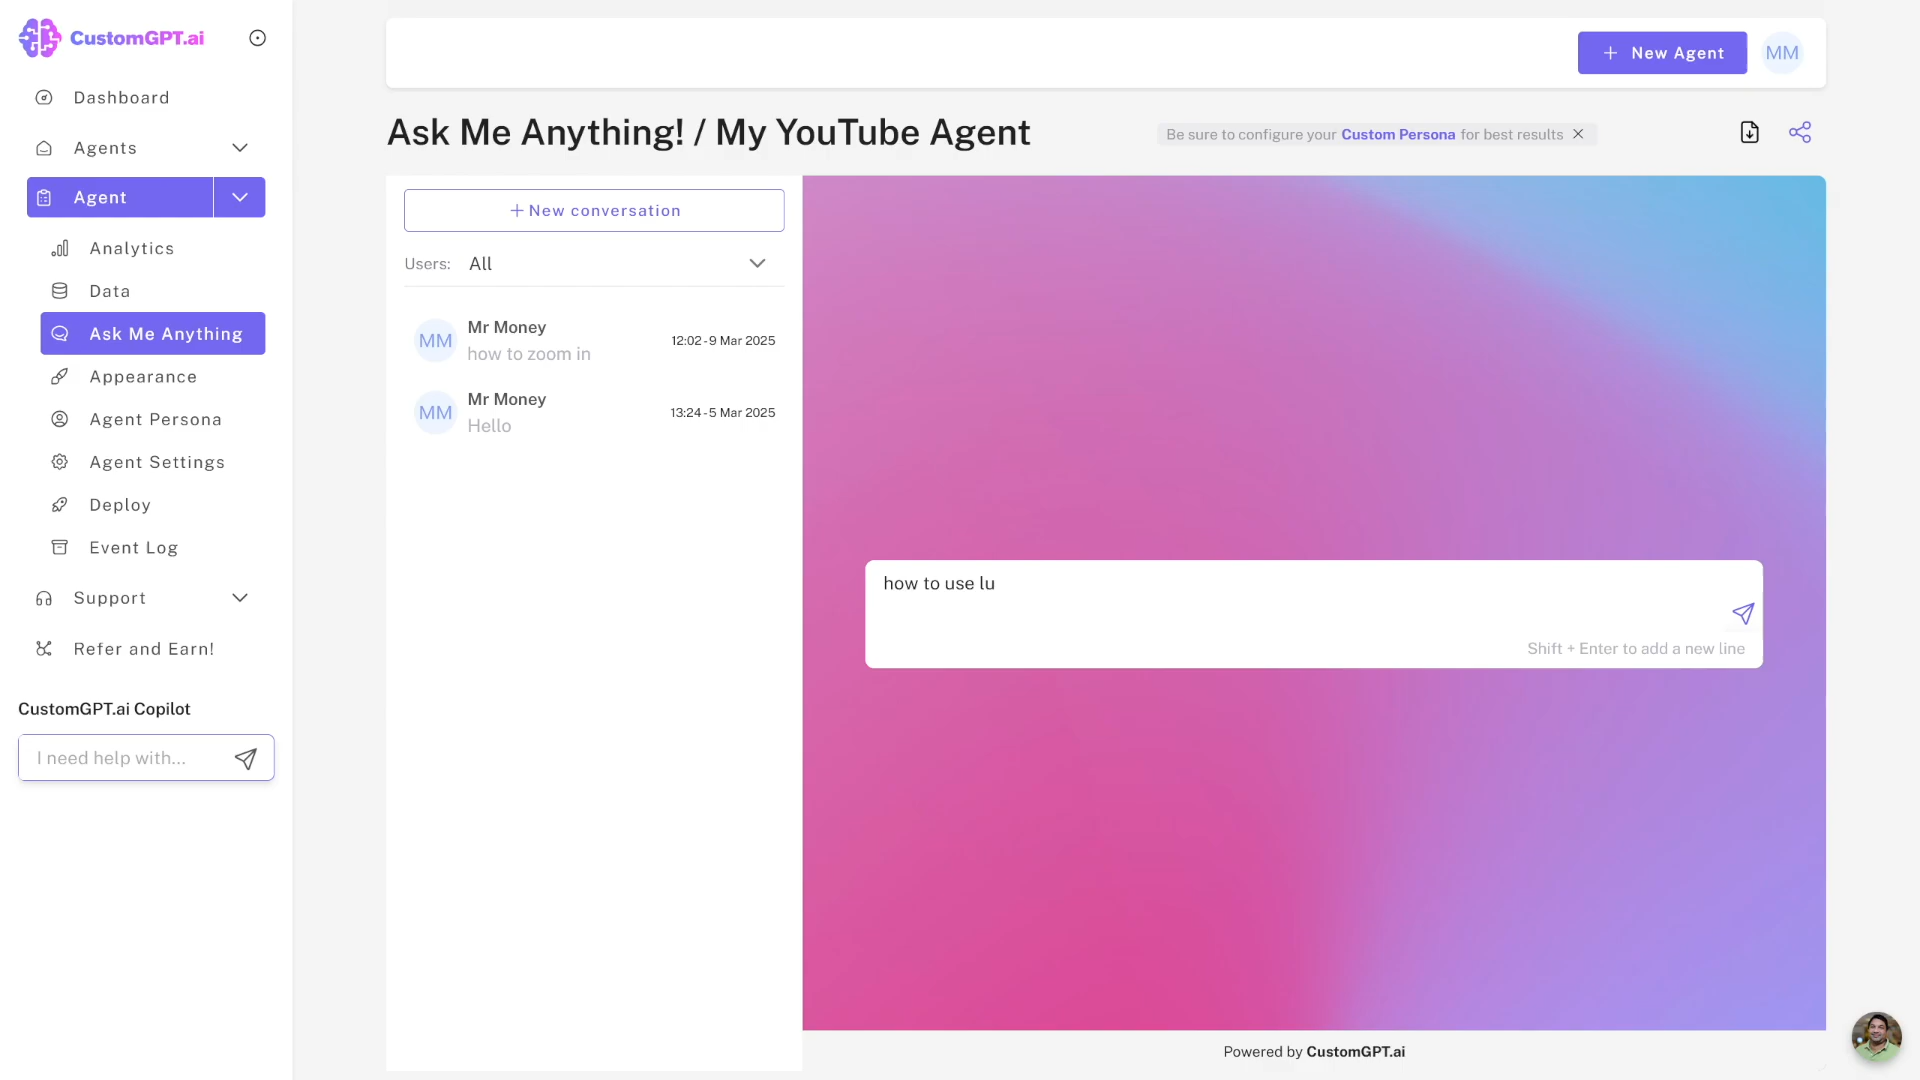 CustomGPT.ai
Dashboard
Agents
Agent
Analytics
Data
Ask Me Anything
Appearance
Agent Persona
Agent Settings
Deploy
Event Log
Support
Refer and Earn!
CustomGPT.ai Copilot
I need help with...
New Agent
MM
Ask Me Anything! / My YouTube Agent
Be sure to configure your Custom Persona for best results
New conversation
Users: All
MM
Mr Money
how to zoom in
12:02-9 Mar 2025
MM
Mr Money
Hello
13:24-5 Mar 2025
how to use lu
Shift + Enter to add a new line
Powered by CustomGPT.ai